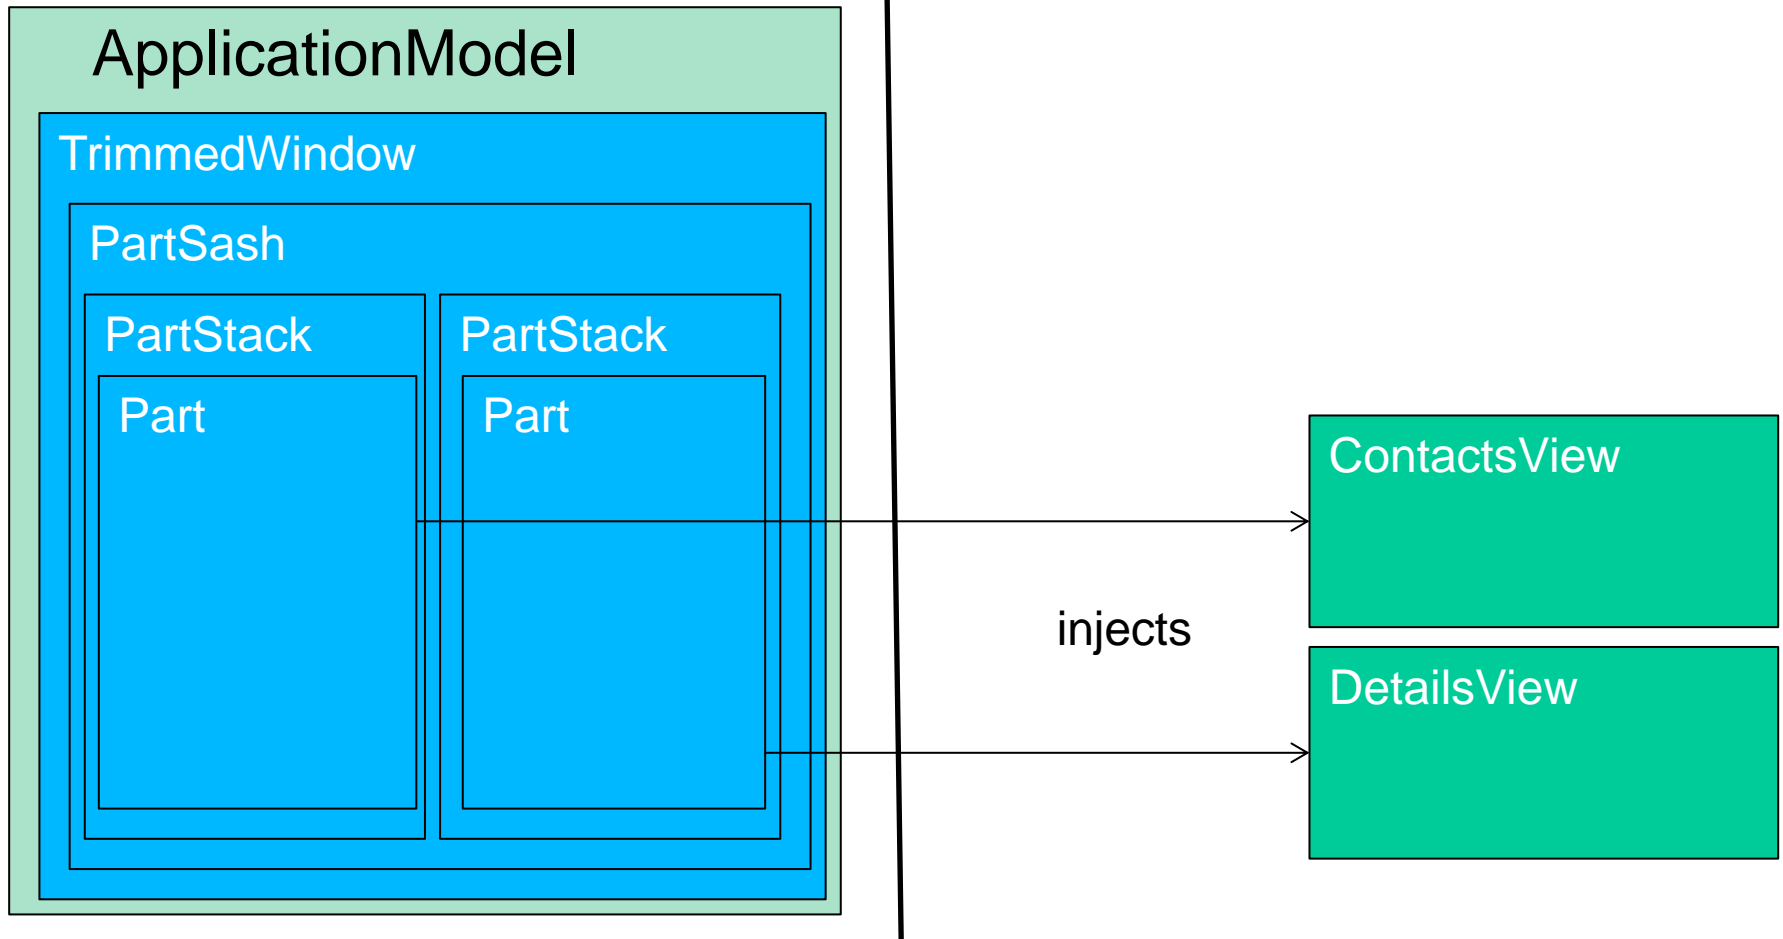 ApplicationModel
TrimmedWindow
PartSash
PartStack
PartStack
Part
Part
ContactsView
injects
DetailsView